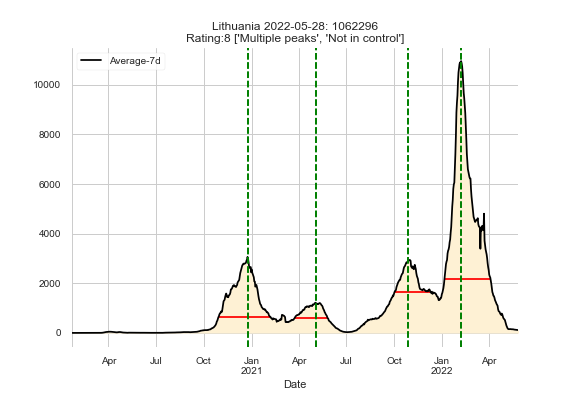 Lithuania 2022-05-28: 1062296
Rating:8 ['Multiple peaks', 'Not in control']
Average-7d
10000
8000
6000
4000
2000
0
Apr Jul Oct Jan Apr Jul Oct Jan Apr
2021 2022
Date